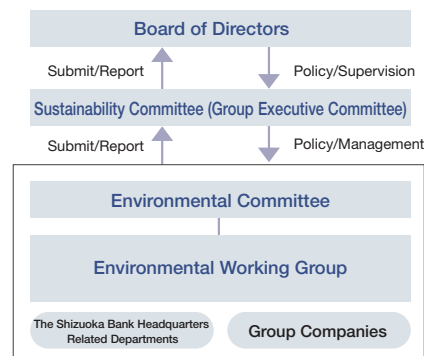 Board of Directors
Submit/Report
Policy/Supervision
Sustainability Committee (Group Executive Committee)
Submit/Report
Policy/Management
Environmental Committee
Environmental Working Group
The Shizuoka Bank Headquarters
Related Departments
Group Companies